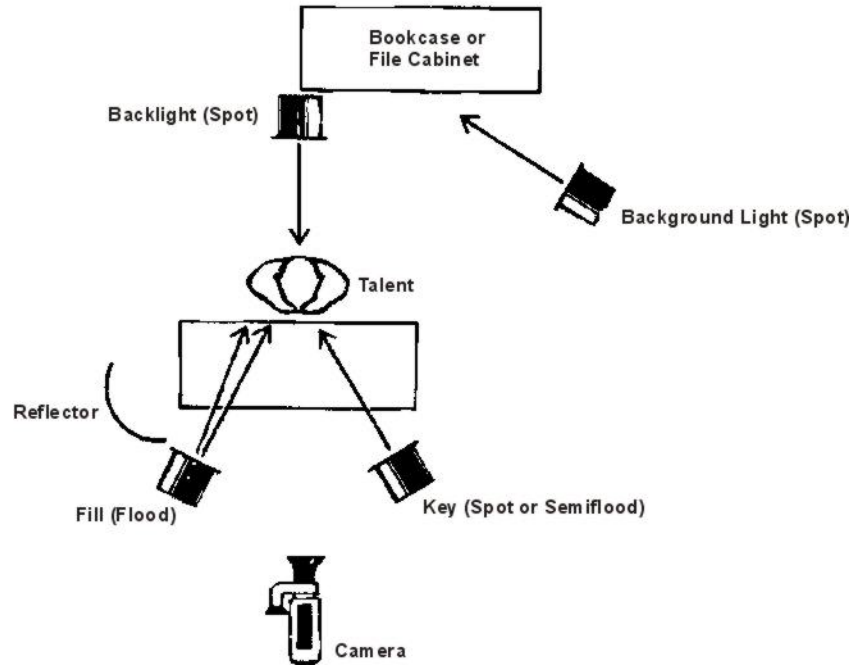 Bookcase or
File Cabinet
Backlight (Spot)
Background Light (Spot)
Talent
Reflector
Fill (Flood)
Key (Spot or Semiflood)
Camera